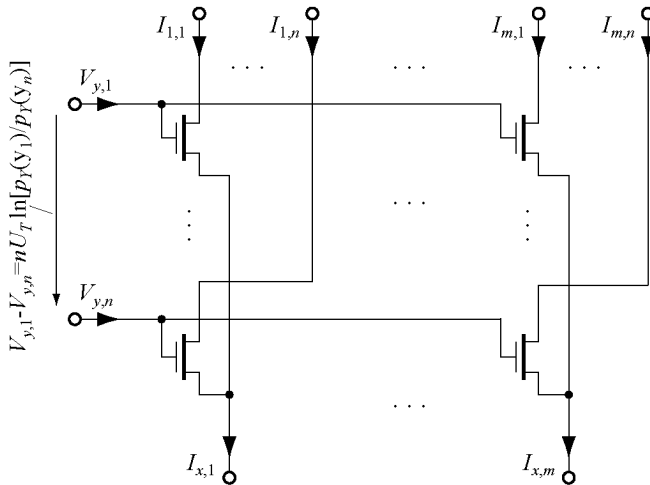 I1,1 I1,n Im,1 Im,n
. . . . . . . . .
Vy,1
Vy,1-Vy,n=nUT ln[pY(y1)/pY(yn)]
. . .
Vy,n
. . .
Ix,1 Ix,m